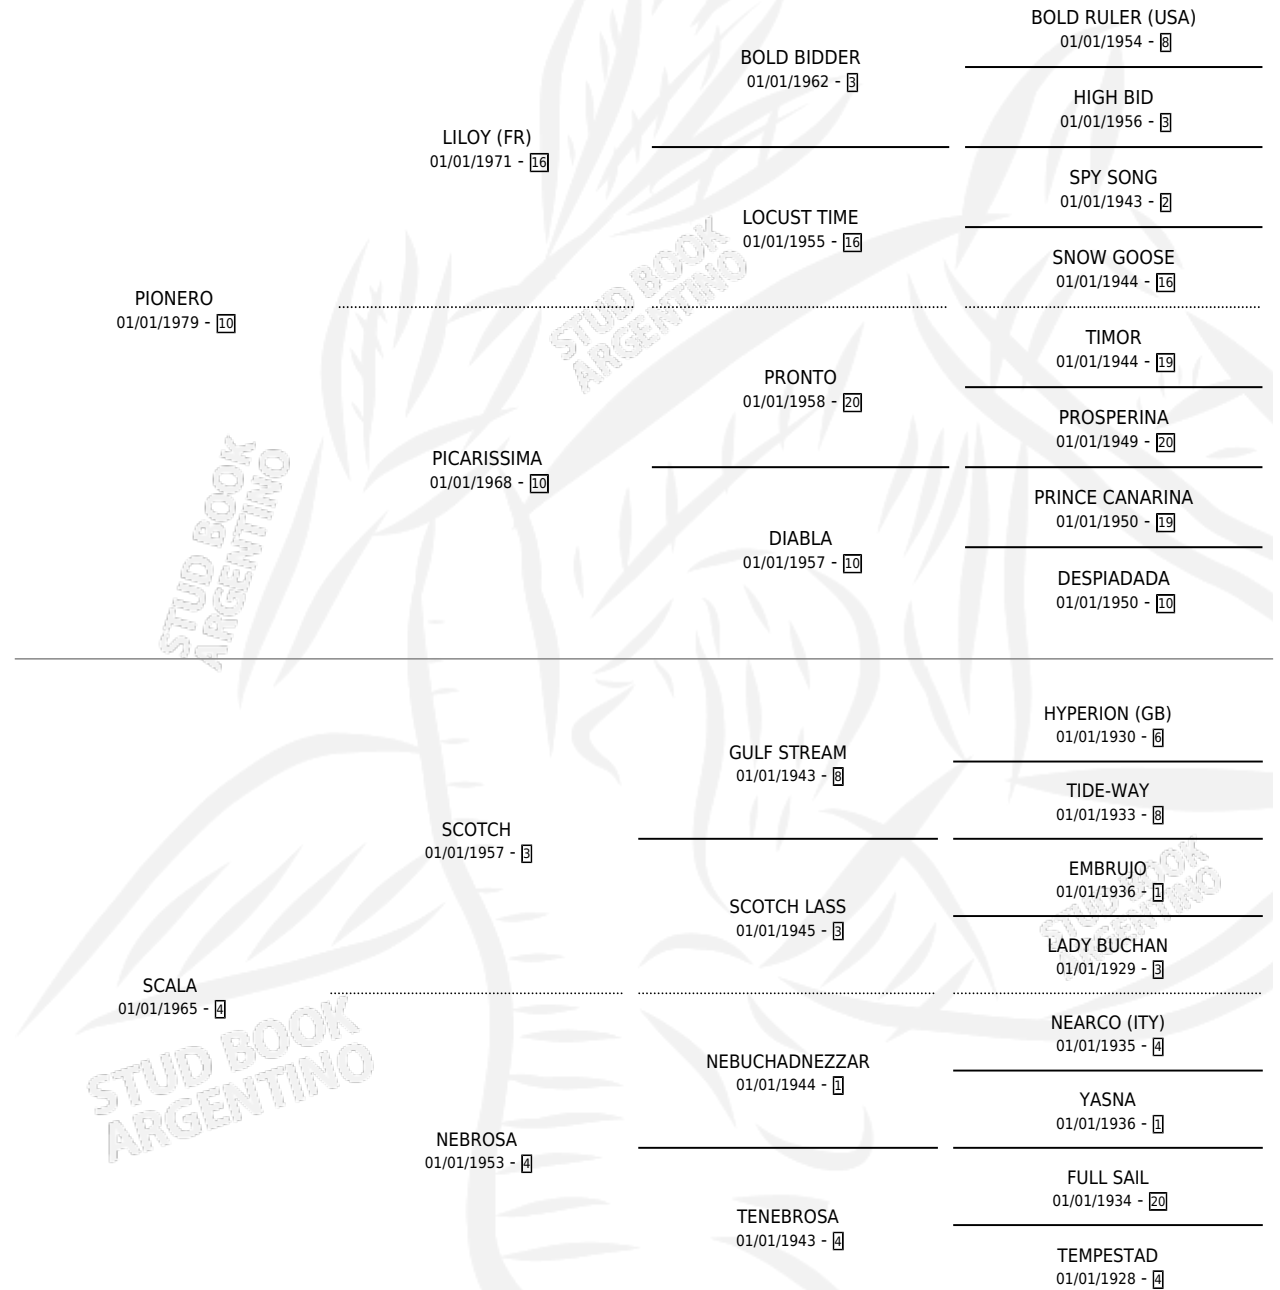 BOLD RULER (USA)
01/01/1954 - 8
BOLD BIDDER
01/01/1962 - 3
HIGH BID
01/01/1956 - 3
LILOY (FR)
01/01/1971 - 16
SPY SONG
01/01/1943 - 2
LOCUST TIME
01/01/1955 - 16
SNOW GOOSE
01/01/1944 - 16
PIONERO
01/01/1979 - 10
TIMOR
01/01/1944 - 19
PRONTO
01/01/1958 - 20
PROSPERINA
01/01/1949 - 20
PICARISSIMA
01/01/1968 - 10
PRINCE CANARINA
01/01/1950 - 19
DIABLA
01/01/1957 - 10
DESPIADADA
01/01/1950 - 10
HYPERION (GB)
01/01/1930 - 6
GULF STREAM
01/01/1943 - 8
TIDE-WAY
01/01/1933 - 8
SCOTCH
01/01/1957 - 3
EMBRUJO
01/01/1936 - 1
SCOTCH LASS
01/01/1945 - 3
LADY BUCHAN
01/01/1929 - 3
SCALA
01/01/1965 - 4
NEARCO (ITY)
01/01/1935 - 4
NEBUCHADNEZZAR
01/01/1944 - 1
YASNA
01/01/1936 - 1
NEBROSA
01/01/1953 - 4
FULL SAIL
01/01/1934 - 20
TENEBROSA
01/01/1943 - 4
TEMPESTAD
01/01/1928 - 4
STUD BOOK
ARGENTINO
STUD BOOK
ARGENTINO
STUD BOOK
ARGENTINO
STUD BOOK
ARGENTINO